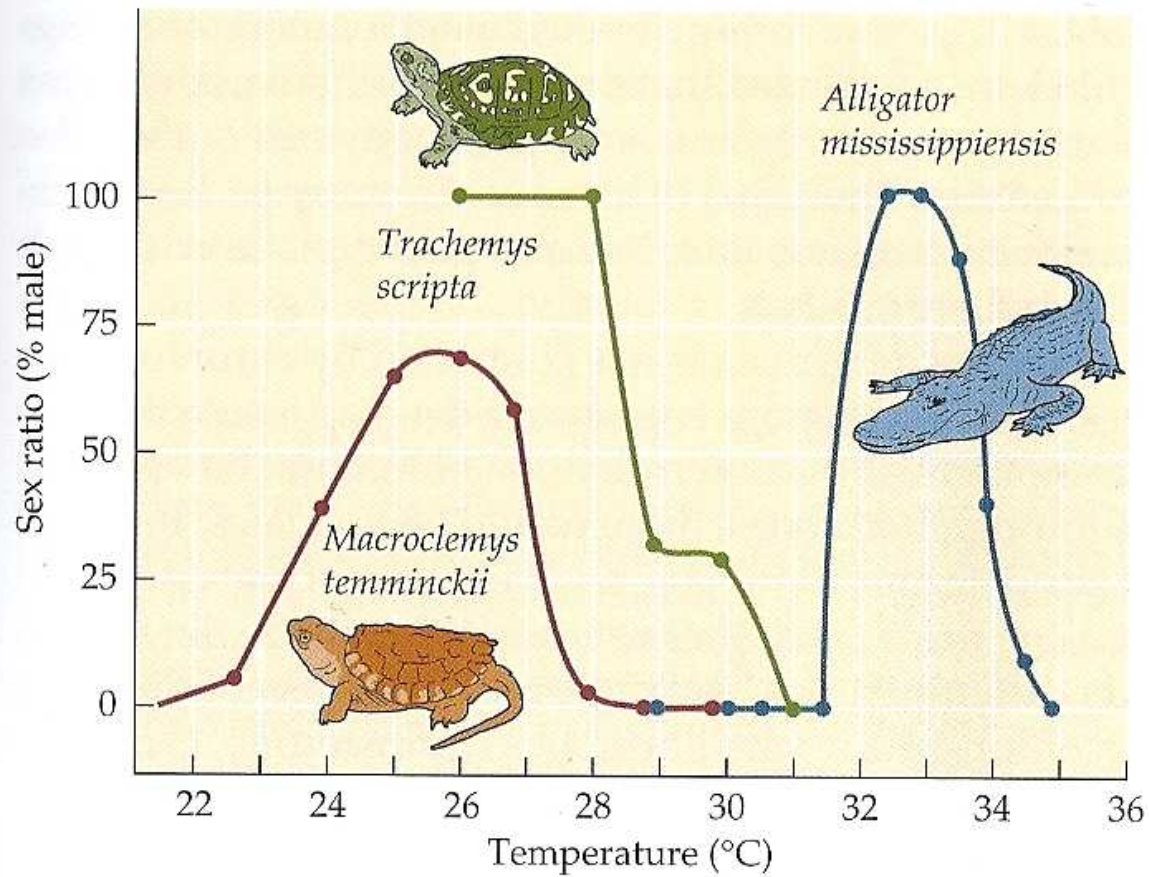 Alligator
mississippiensis
Trachemys
scripta
Macroclemys
temminckii
Sex ratio (% male)
100
75
50
25
0
22 24 26 28 30 32 34 36
Temperature (°C)